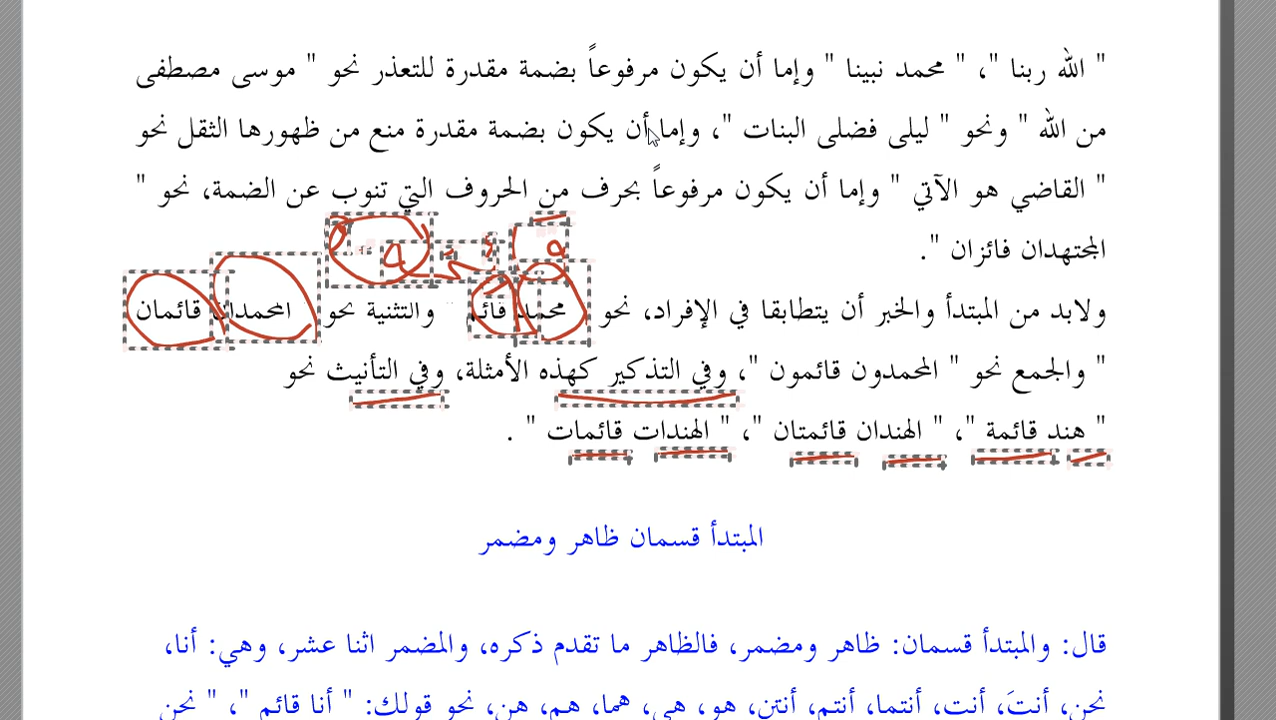 " الله ربنا "، " محمد نبينا " وإما أن يكون مرفوعاً بضمة مقدرة للتعذر نحو " موسى مصطفى
من الله " ونحو " ليلى فضلى البنات "، وإما أن يكون بضمة مقدرة منع من ظهورها الثقل نحو
" القاضي هو الآتي " وإما أن يكون مرفوعاً بحرف من الحروف التي تنوب عن الضمة، نحو "
المجتهدان فائزان ".
ولابد من المبتدأ والخبر أن يتطابقا في الإفراد، نحو محمد قائم والتثنية نحو المحمدان قائمان
" والجمع نحو " المحمدون قائمون "، وفي التذكير كهذه الأمثلة، وفي التأنيث نحو
" هند قائمة "، " الهندان قائمتان "، " الهندات قائمات " .
المبتدأ قسمان ظاهر ومضمر
قال: والمبتدأ قسمان: ظاهر ومضمر، فالظاهر ما تقدم ذكره، والمضمر اثنا عشر، وهي: أنا،
نحن، أنتَ، أنت، أنتما، أنتم، أنتن، هو، هي، هما، هم، هن، نحو قولك: " أنا قائم "، " نحن